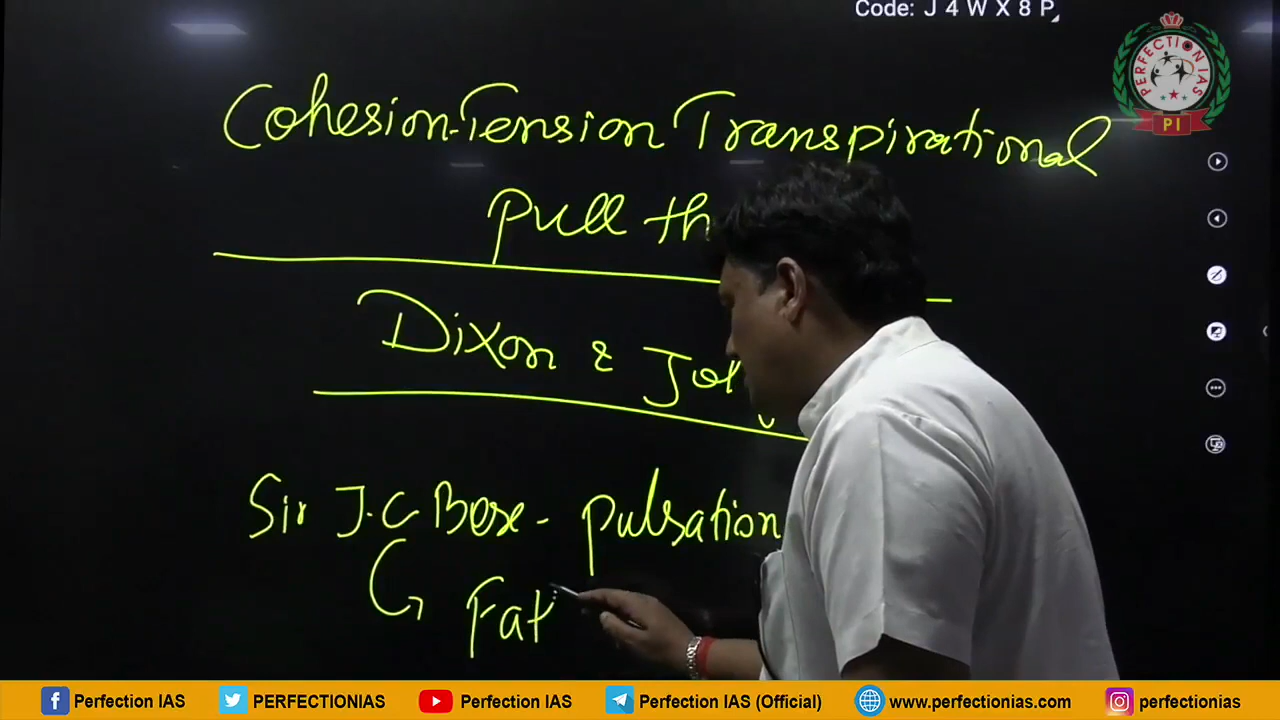 Code: J 4 W X 8 P
PERFECTION IAS
PI
Cohesion-Tension Transpirational
pull th
Dixon & Jol
Sir J.C Bose - pulsation
Fat
Perfection IAS
PERFECTIONIAS
Perfection IAS
Perfection IAS (Official)
www.perfectionias.com
perfectionias